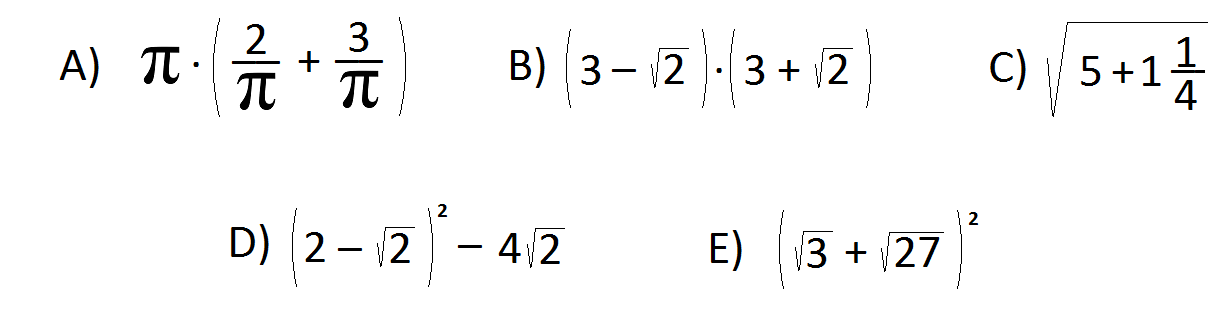 A) π · (2/π + 3/π) B) (3 − √2) · (3 + √2) C) √(5 + 1 1/4)
D) (2 − √2)² − 4√2 E) (√3 + √27)²